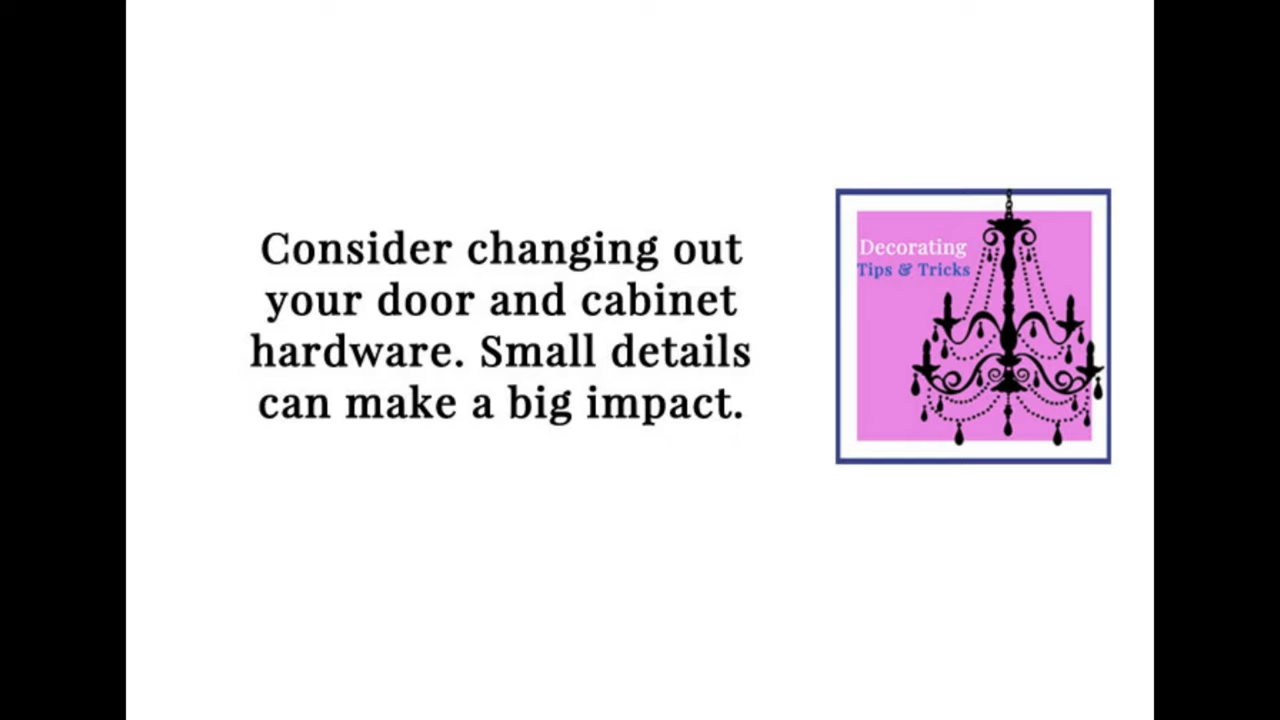 Consider changing out
your door and cabinet
hardware. Small details
can make a big impact.
Decorating
Tips & Tricks